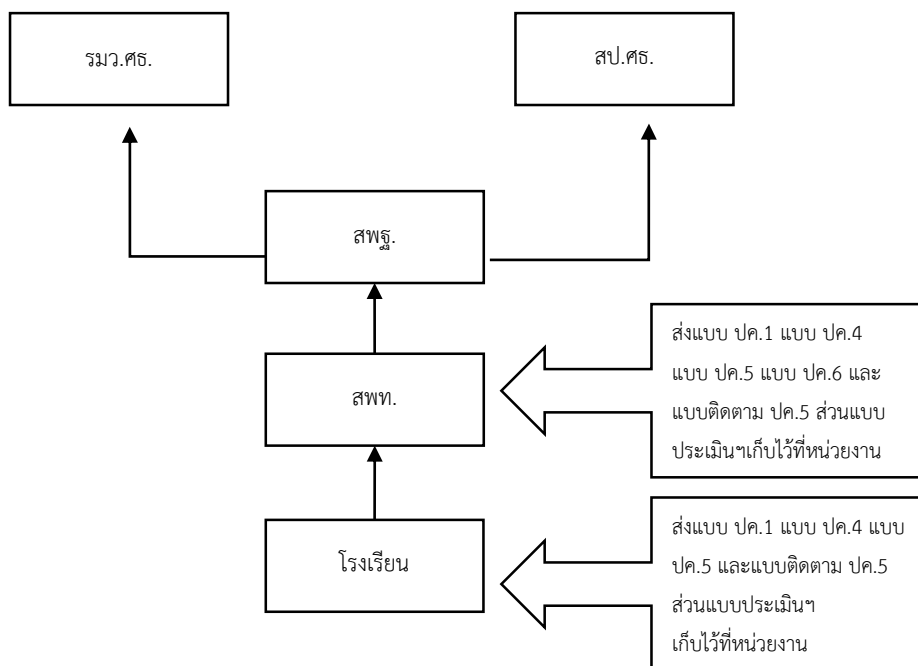 รมว.ศธ.
สป.ศธ.
สพฐ.
สพท.
ส่งแบบ ปค.1 แบบ ปค.4
แบบ ปค.5 แบบ ปค.6 และ
แบบติดตาม ปค.5 ส่วนแบบ
ประเมินฯเก็บไว้ที่หน่วยงาน
โรงเรียน
ส่งแบบ ปค.1 แบบ ปค.4 แบบ
ปค.5 และแบบติดตาม ปค.5
ส่วนแบบประเมินฯ
เก็บไว้ที่หน่วยงาน